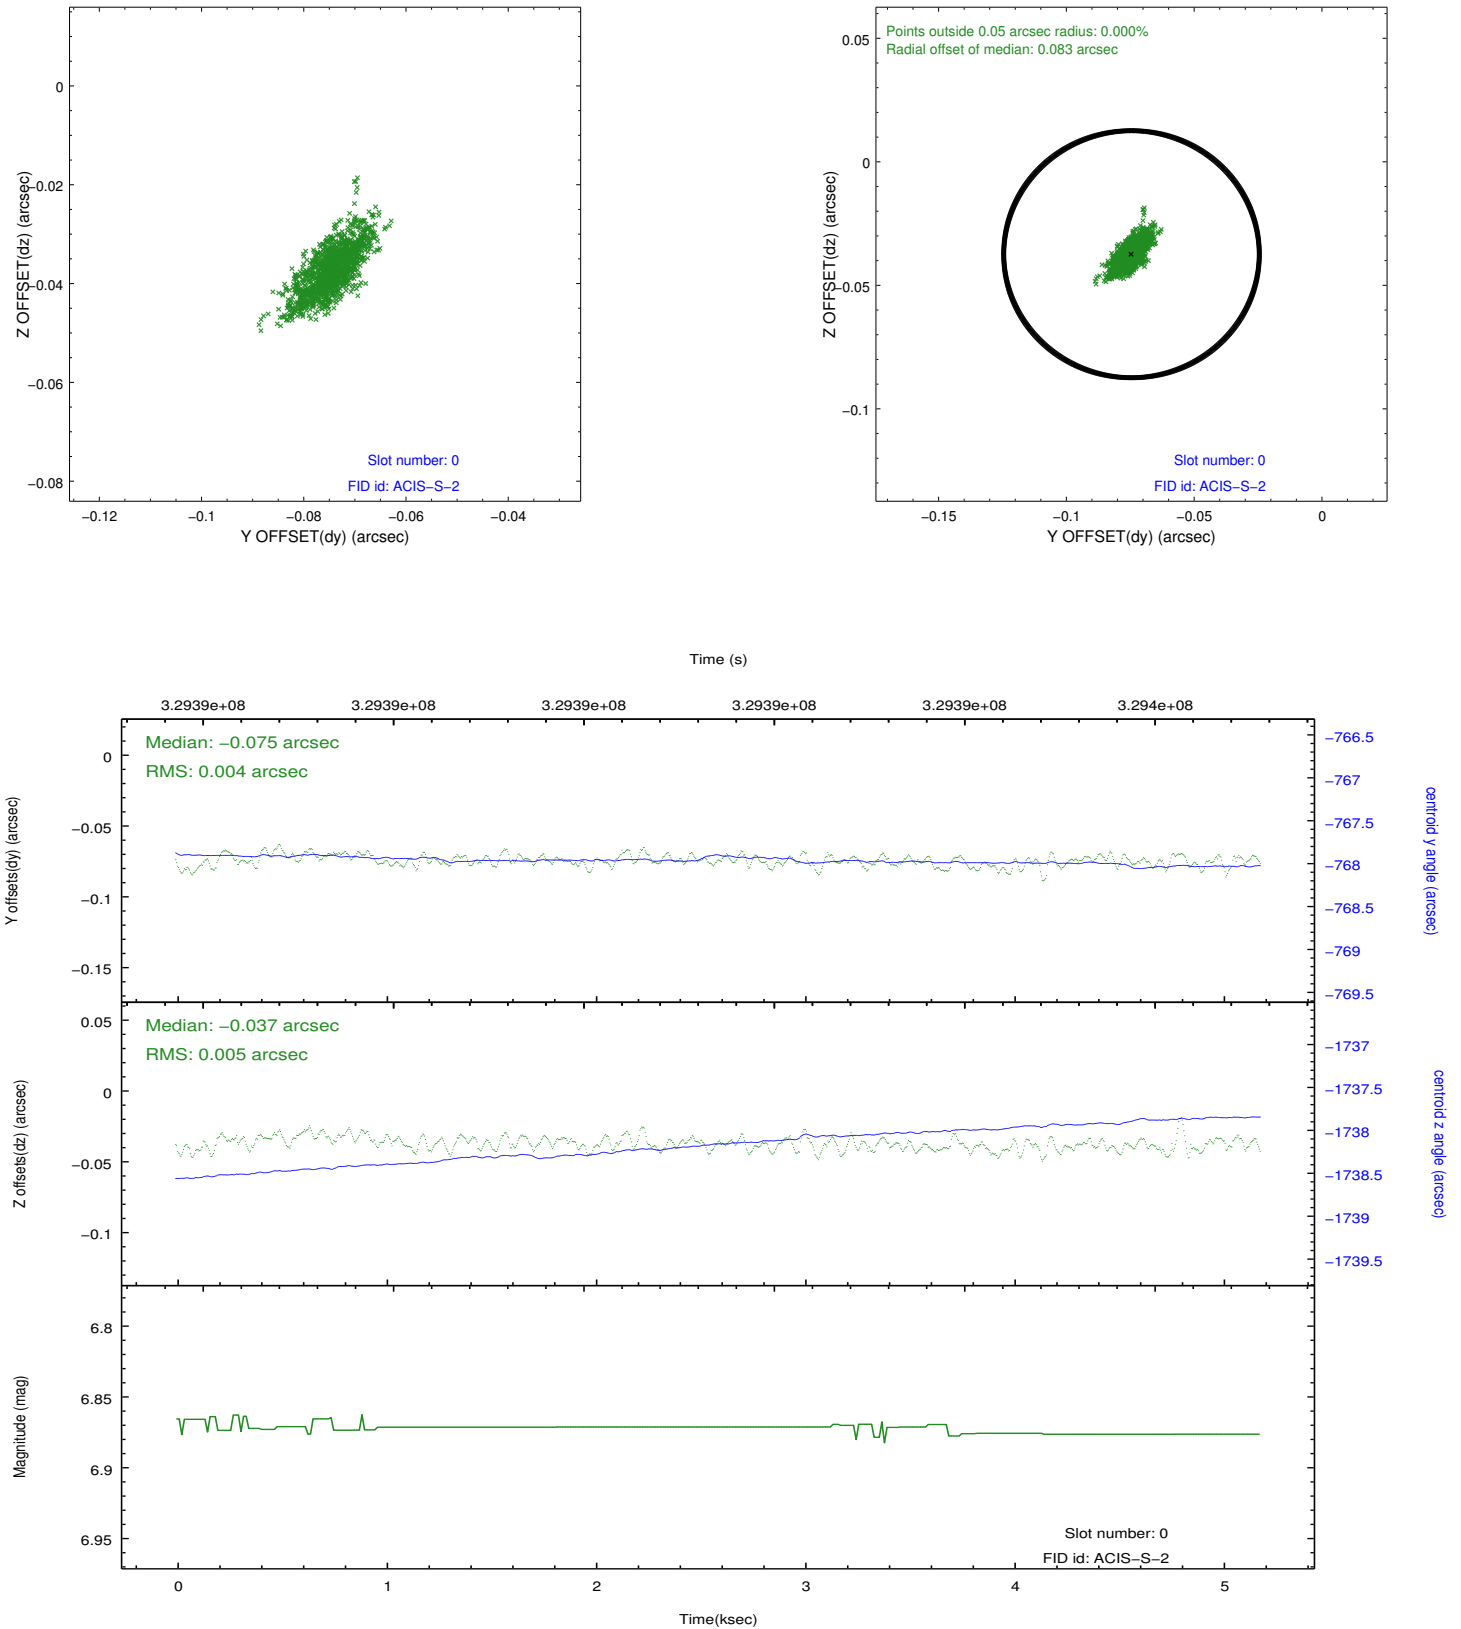 0
−0.02
−0.04
−0.06
−0.08
Z OFFSET(dz) (arcsec)
Slot number: 0
FID id: ACIS−S−2
−0.12
−0.1
−0.08
−0.06
−0.04
Y OFFSET(dy) (arcsec)
Points outside 0.05 arcsec radius: 0.000%
Radial offset of median: 0.083 arcsec
0.05
0
−0.05
−0.1
Z OFFSET(dz) (arcsec)
Slot number: 0
FID id: ACIS−S−2
−0.15
−0.1
−0.05
0
Y OFFSET(dy) (arcsec)
Time (s)
3.2939e+08
3.2939e+08
3.2939e+08
3.2939e+08
3.2939e+08
3.294e+08
Median: −0.075 arcsec
RMS: 0.004 arcsec
0
−0.05
−0.1
−0.15
Y offsets(dy) (arcsec)
−766.5
−767
−767.5
−768
−768.5
−769
−769.5
centroid y angle (arcsec)
Median: −0.037 arcsec
RMS: 0.005 arcsec
0.05
0
−0.05
−0.1
Z offsets(dz) (arcsec)
−1737
−1737.5
−1738
−1738.5
−1739
−1739.5
centroid z angle (arcsec)
6.8
6.85
6.9
6.95
Magnitude (mag)
Slot number: 0
FID id: ACIS−S−2
0
1
2
3
4
5
Time(ksec)